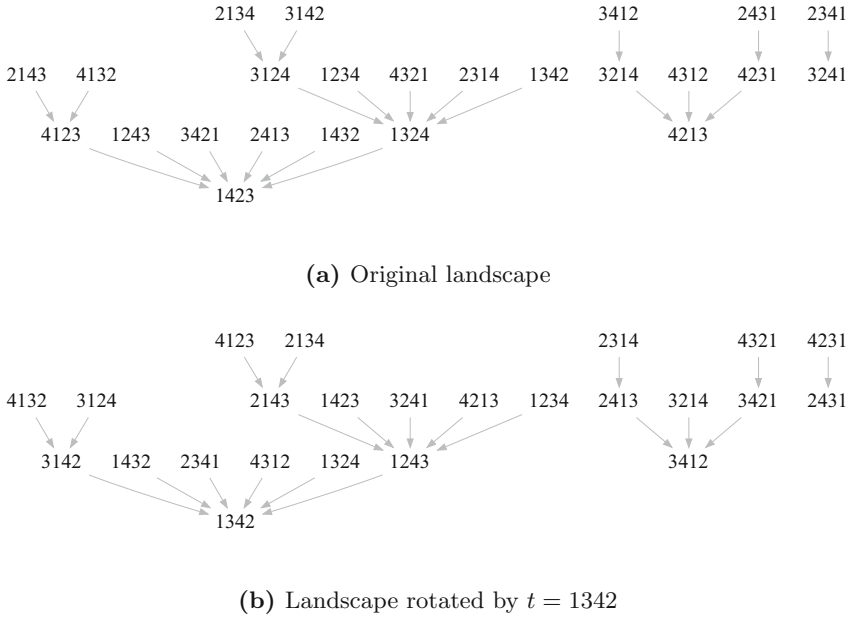 2134 3142 3412 2431 2341
2143 4132 3124 1234 4321 2314 1342 3214 4312 4231 3241
4123 1243 3421 2413 1432 1324 4213
1423
(a) Original landscape
4123 2134 2314 4321 4231
4132 3124 2143 1423 3241 4213 1234 2413 3214 3421 2431
3142 1432 2341 4312 1324 1243 3412
1342
(b) Landscape rotated by t = 1342